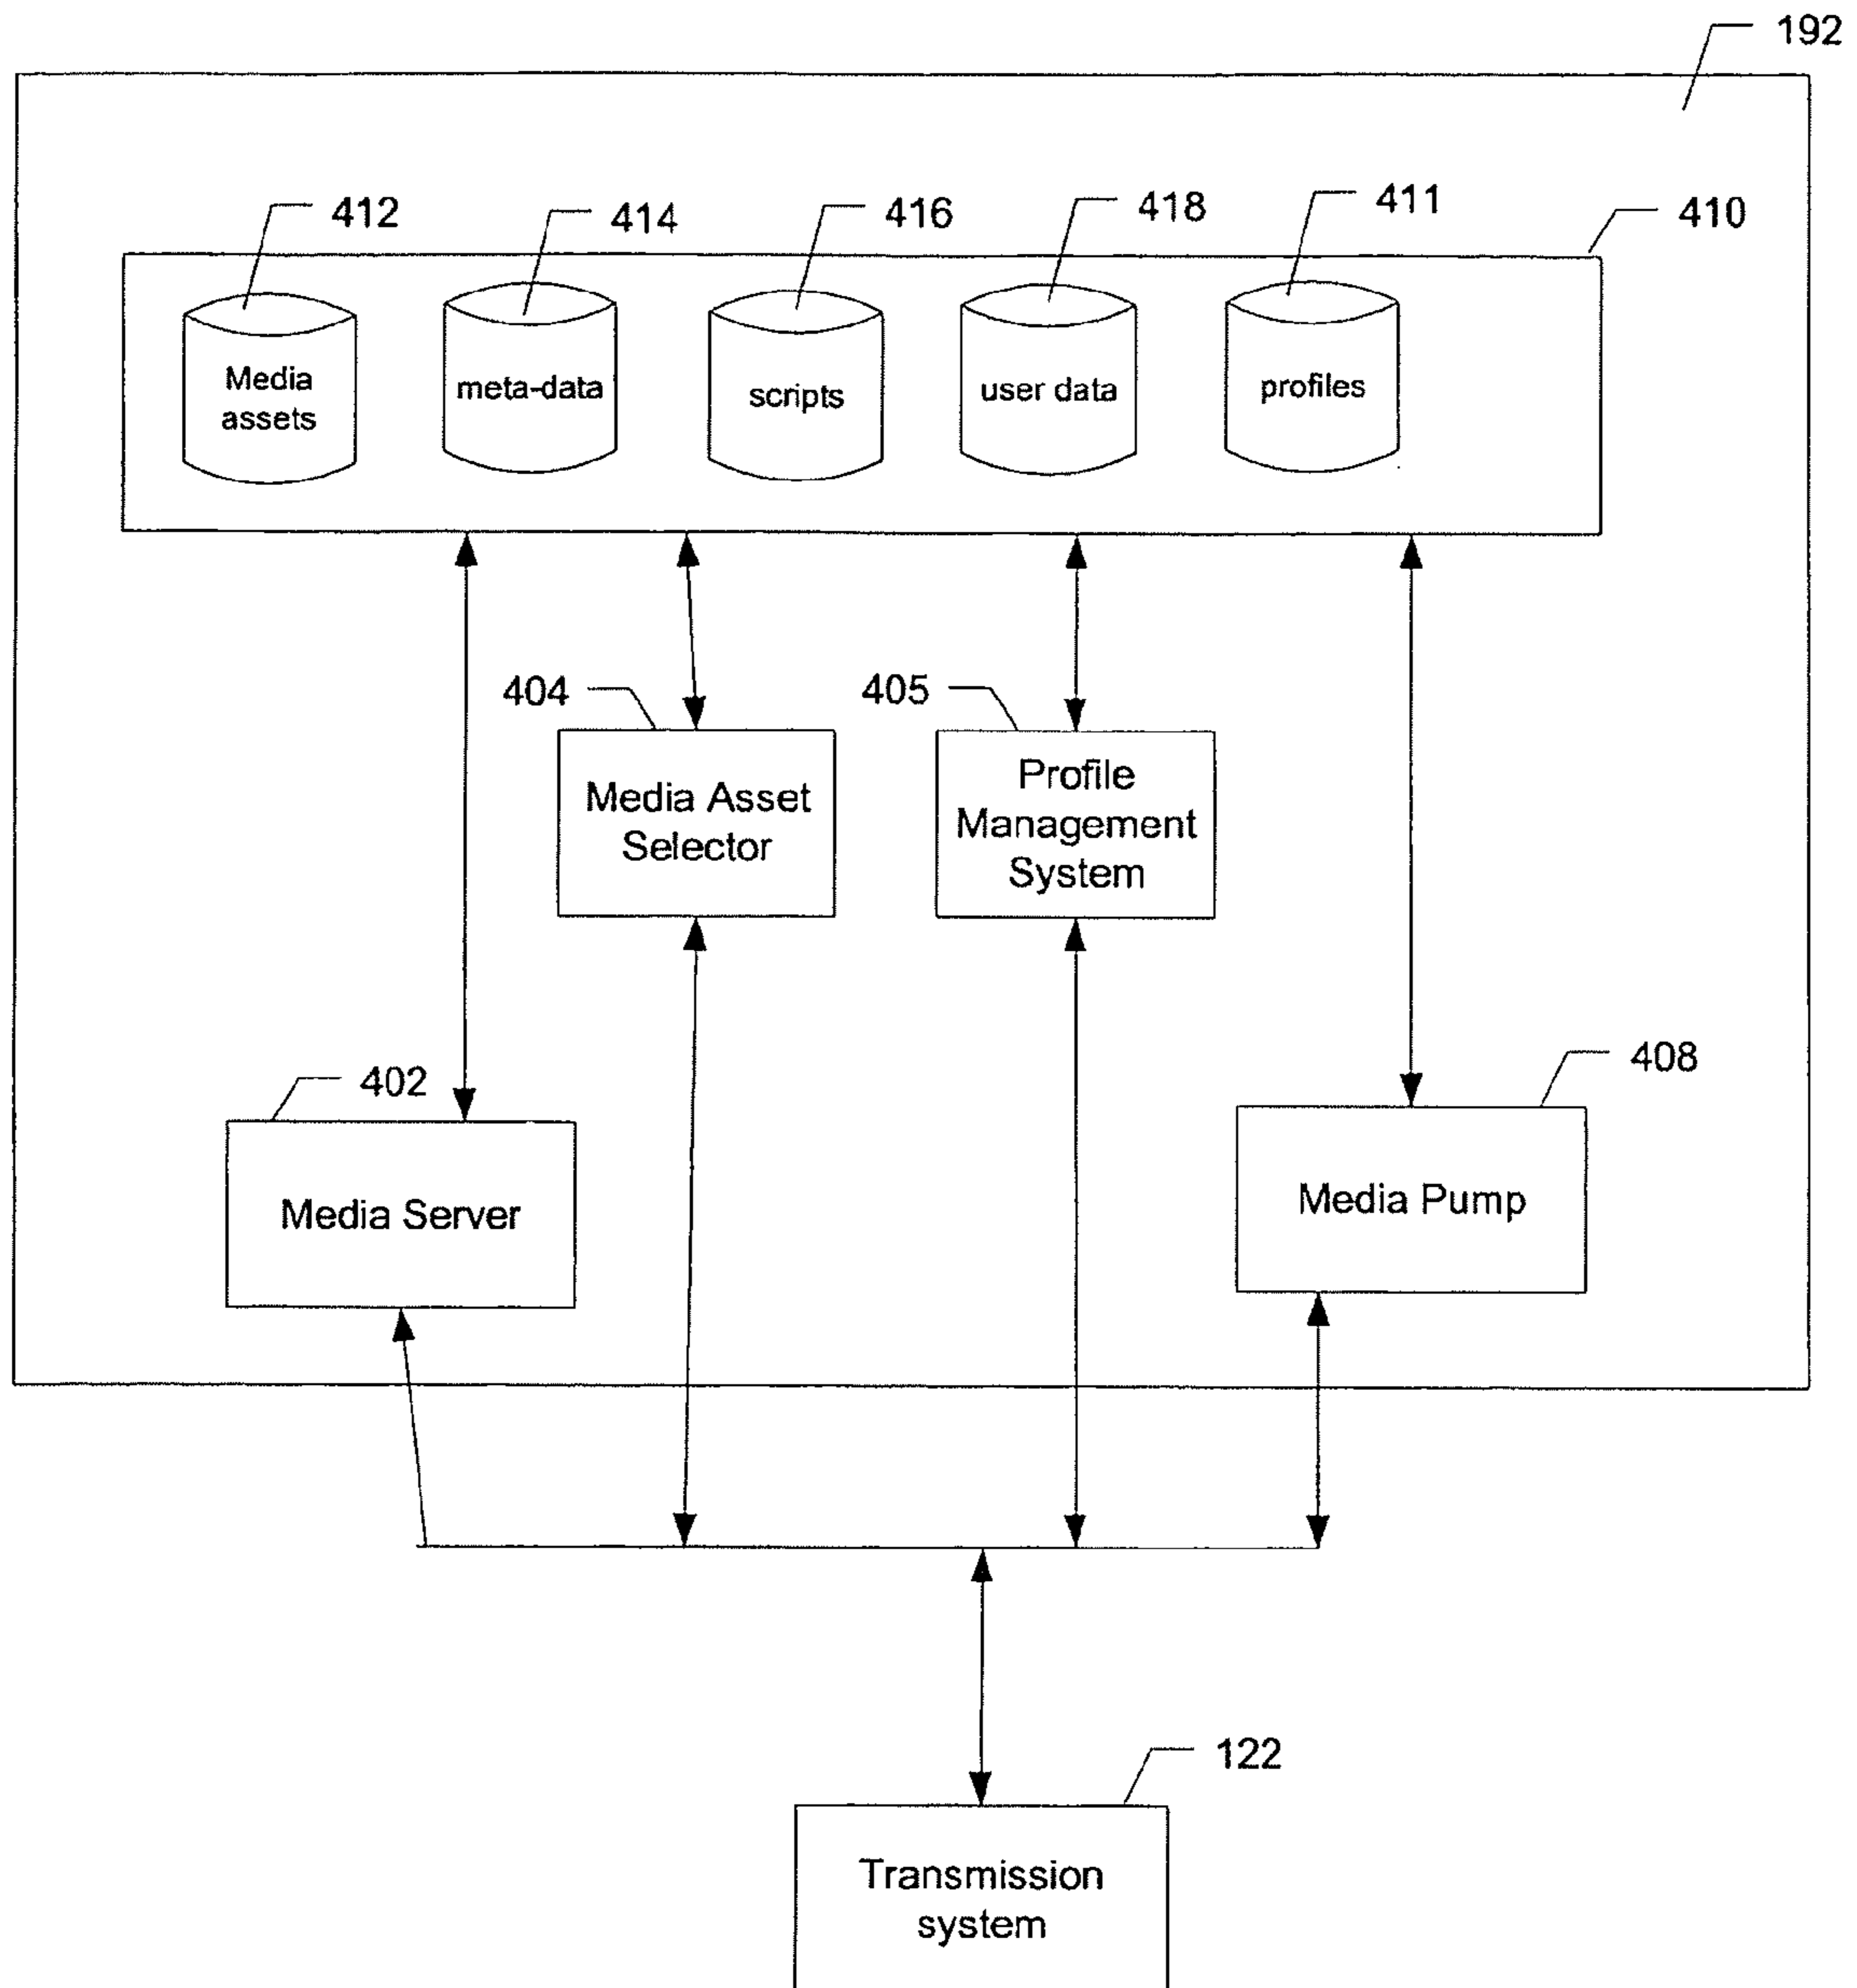 192
412
414
416
418
411
410
Media
assets
meta-data
scripts
user data
profiles
404
405
Media Asset
Selector
Profile
Management
System
402
408
Media Server
Media Pump
122
Transmission
system